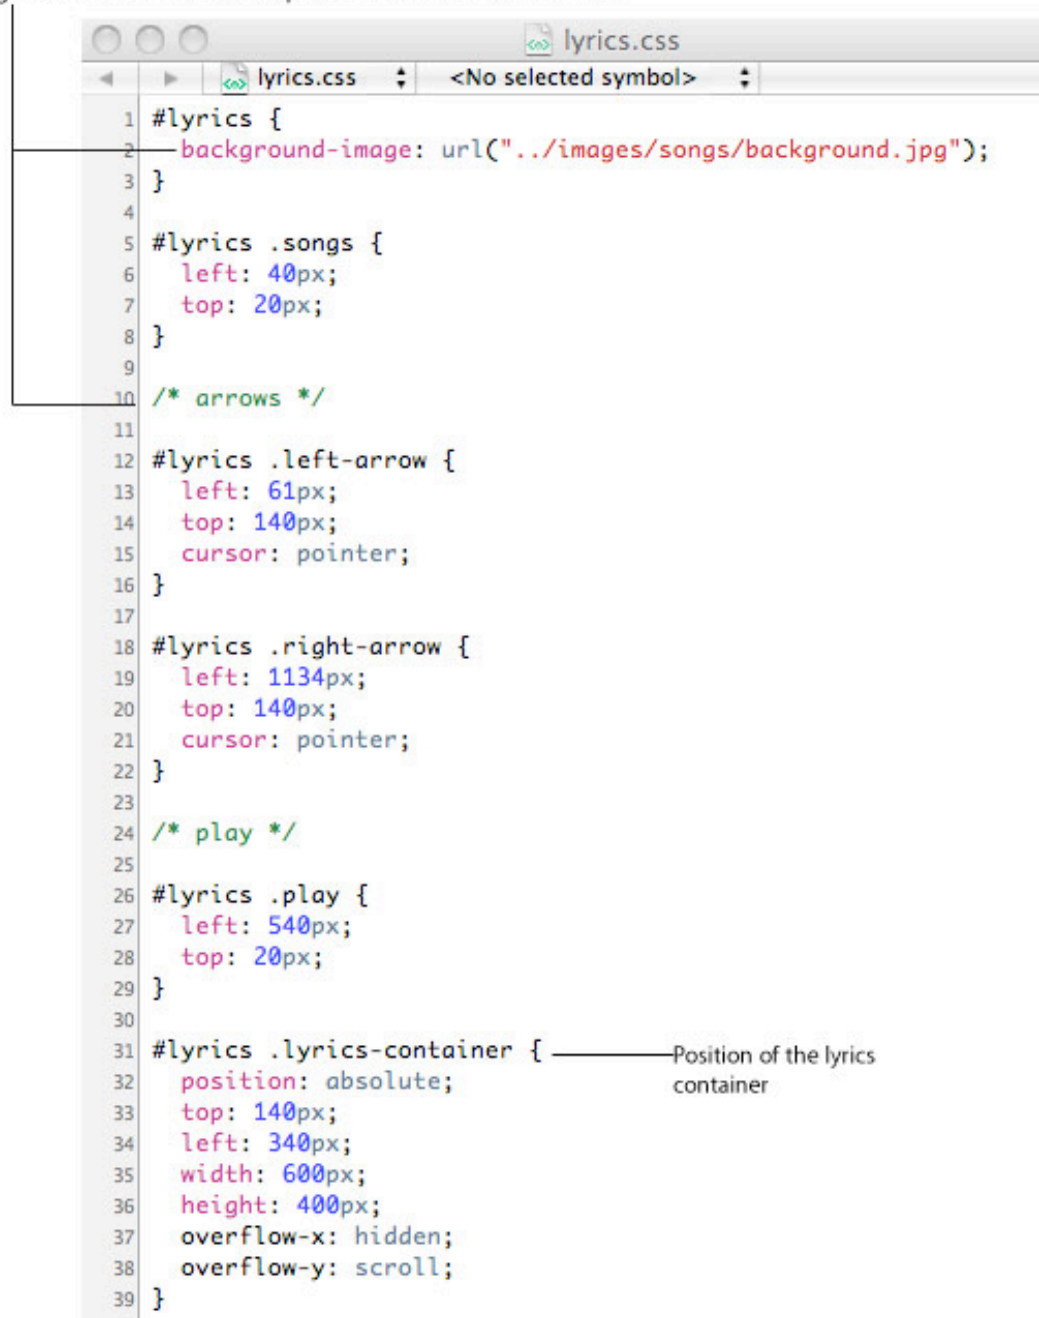 lyrics.css
lyrics.css <No selected symbol>
1 #lyrics {
2 background-image: url("../images/songs/background.jpg");
3 }
4
5 #lyrics .songs {
6 left: 40px;
7 top: 20px;
8 }
9
10 /* arrows */
11
12 #lyrics .left-arrow {
13 left: 61px;
14 top: 140px;
15 cursor: pointer;
16 }
17
18 #lyrics .right-arrow {
19 left: 1134px;
20 top: 140px;
21 cursor: pointer;
22 }
23
24 /* play */
25
26 #lyrics .play {
27 left: 540px;
28 top: 20px;
29 }
30
31 #lyrics .lyrics-container {
Position of the lyrics
container
32 position: absolute;
33 top: 140px;
34 left: 340px;
35 width: 600px;
36 height: 400px;
37 overflow-x: hidden;
38 overflow-y: scroll;
39 }